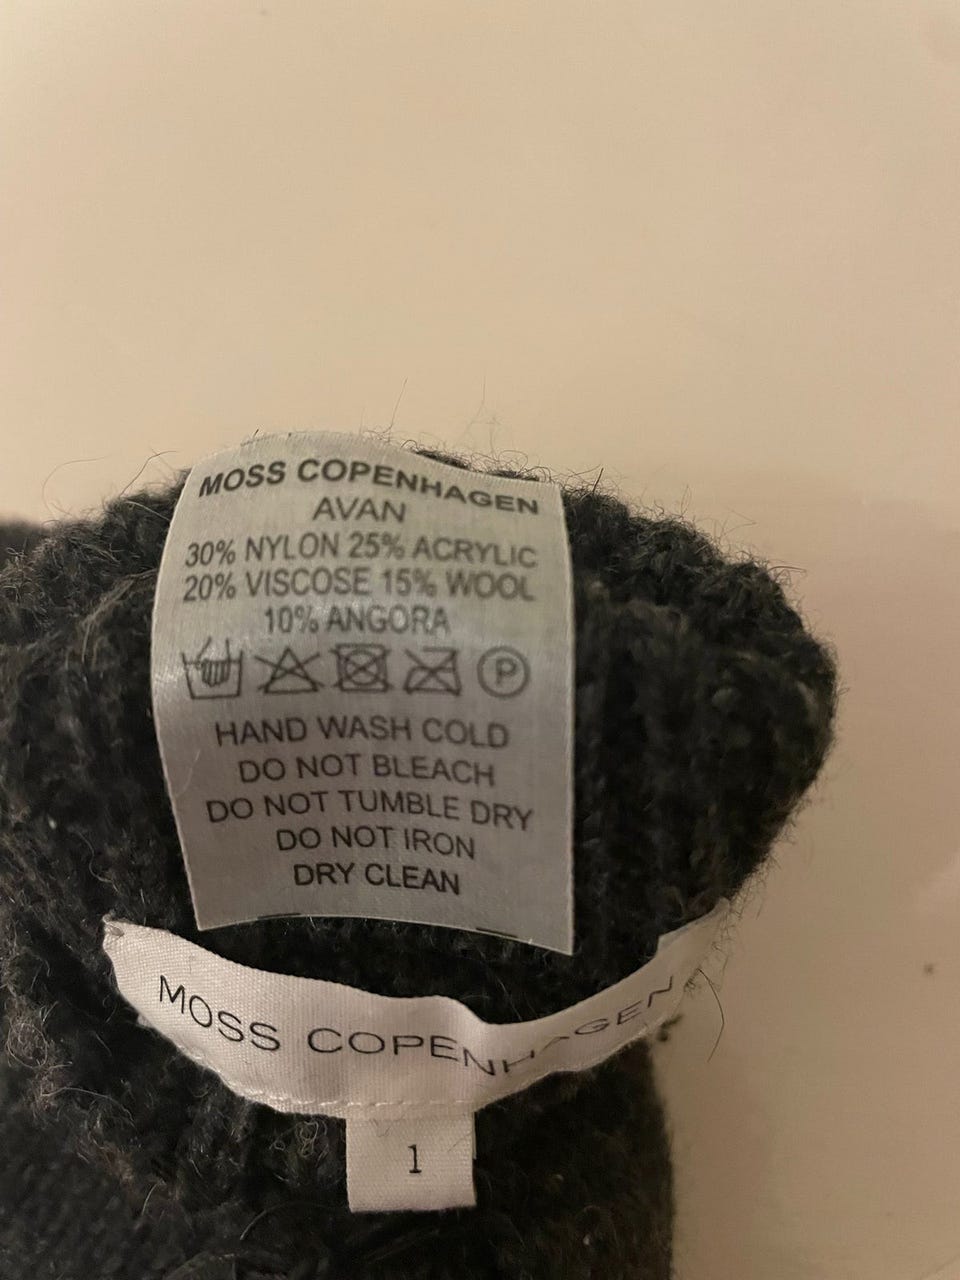 MOSS COPENHAGEN
AVAN
30% NYLON 25% ACRYLIC
20% VISCOSE 15% WOOL
10% ANGORA
P
HAND WASH COLD
DO NOT BLEACH
DO NOT TUMBLE DRY
DO NOT IRON
DRY CLEAN
MOSS COPENHAGEN
1